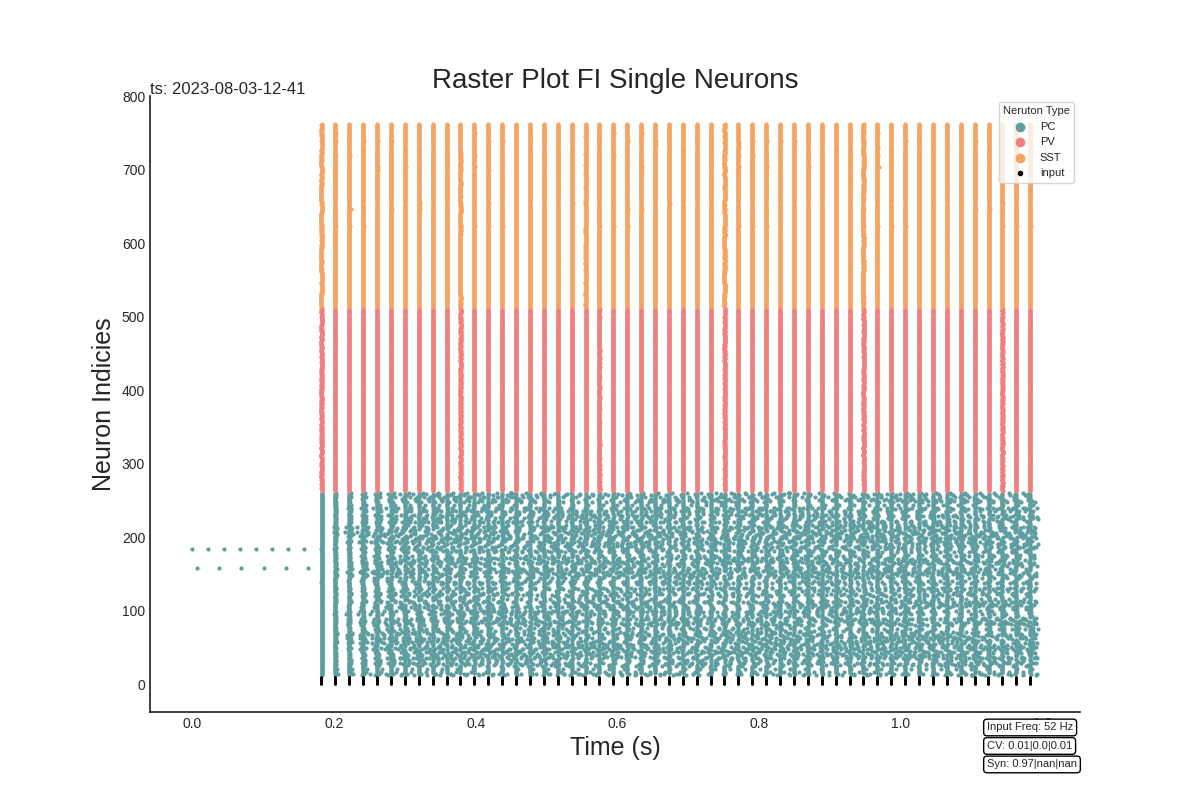 Raster Plot FI Single Neurons
ts: 2023-08-03-12-41
Neruton Type
PC
PV
SST
input
Neuron Indicies
800
700
600
500
400
300
200
100
0
0.0
0.2
0.4
0.6
0.8
1.0
Time (s)
Input Freq: 52 Hz
CV: 0.01|0.0|0.01
Syn: 0.97|nan|nan